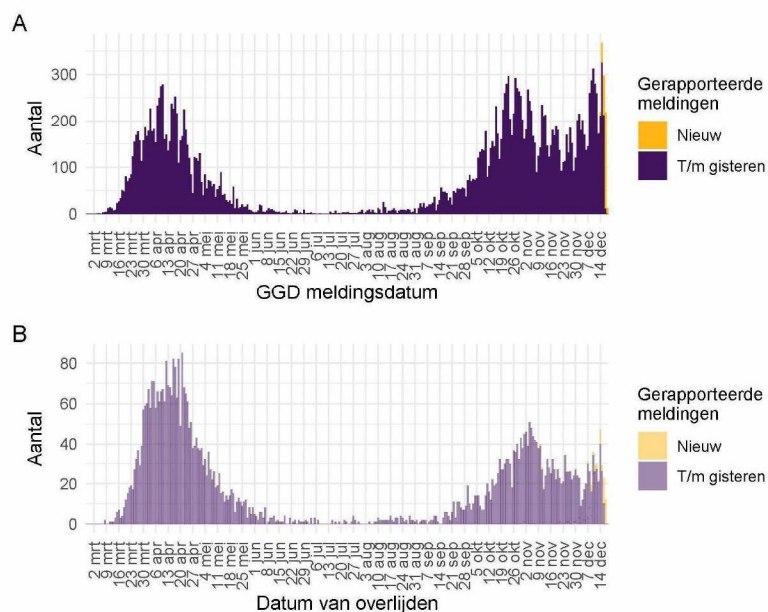 A
300
200
100
0
Aantal
2 mrt
9 mrt
16 mrt
23 mrt
30 mrt
6 apr
13 apr
20 apr
27 apr
4 mei
11 mei
18 mei
25 mei
1 jun
8 jun
15 jun
22 jun
29 jun
6 jul
13 jul
20 jul
27 jul
3 aug
10 aug
17 aug
24 aug
31 aug
7 sep
14 sep
21 sep
28 sep
5 okt
12 okt
19 okt
26 okt
2 nov
9 nov
16 nov
23 nov
30 nov
7 dec
14 dec
GGD meldingsdatum
Gerapporteerde
meldingen
Nieuw
T/m gisteren
B
80
60
40
20
0
Aantal
2 mrt
9 mrt
16 mrt
23 mrt
30 mrt
6 apr
13 apr
20 apr
27 apr
4 mei
11 mei
18 mei
25 mei
1 jun
8 jun
15 jun
22 jun
29 jun
6 jul
13 jul
20 jul
27 jul
3 aug
10 aug
17 aug
24 aug
31 aug
7 sep
14 sep
21 sep
28 sep
5 okt
12 okt
19 okt
26 okt
2 nov
9 nov
16 nov
23 nov
30 nov
7 dec
14 dec
Datum van overlijden
Gerapporteerde
meldingen
Nieuw
T/m gisteren